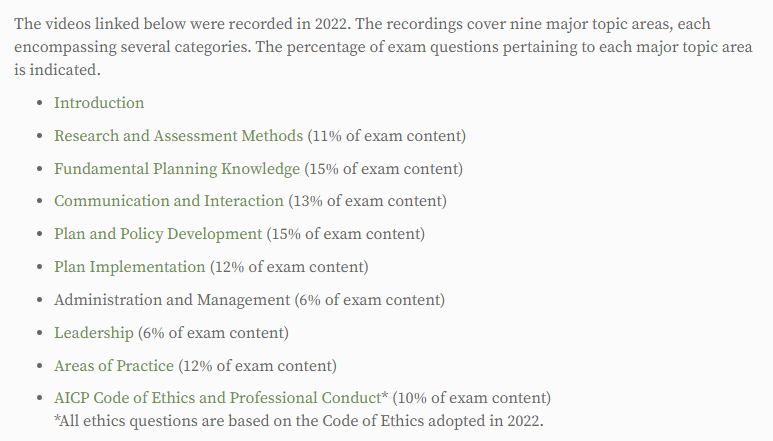 The videos linked below were recorded in 2022. The recordings cover nine major topic areas, each
encompassing several categories. The percentage of exam questions pertaining to each major topic area
is indicated.
• Introduction
• Research and Assessment Methods (11% of exam content)
• Fundamental Planning Knowledge (15% of exam content)
• Communication and Interaction (13% of exam content)
• Plan and Policy Development (15% of exam content)
• Plan Implementation (12% of exam content)
• Administration and Management (6% of exam content)
• Leadership (6% of exam content)
• Areas of Practice (12% of exam content)
• AICP Code of Ethics and Professional Conduct* (10% of exam content)
*All ethics questions are based on the Code of Ethics adopted in 2022.